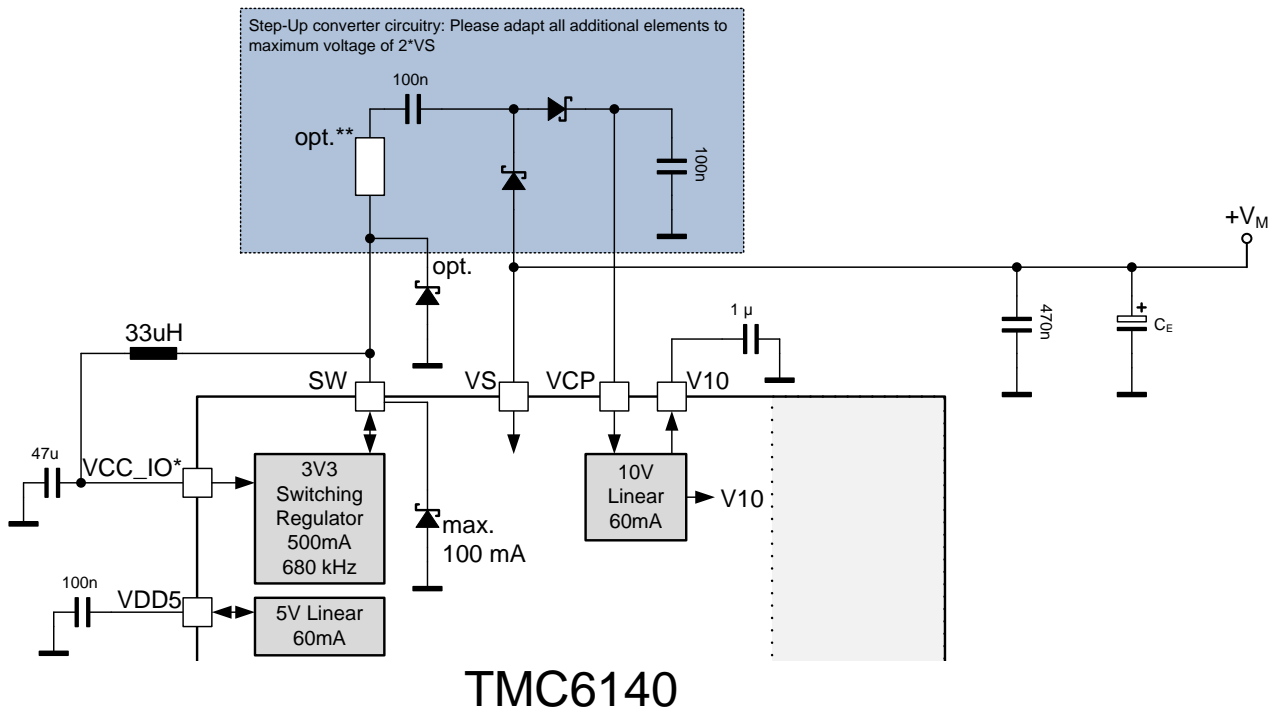 Step-Up converter circuitry: Please adapt all additional elements to
maximum voltage of 2*VS
100n
opt.**
100n
+VM
opt.
470n
CE
+
1 µ
33uH
SW
VS
VCP
V10
47u
VCC_IO*
3V3
Switching
Regulator
500mA
680 kHz
10V
Linear
60mA
V10
max.
100 mA
100n
VDD5
5V Linear
60mA
TMC6140